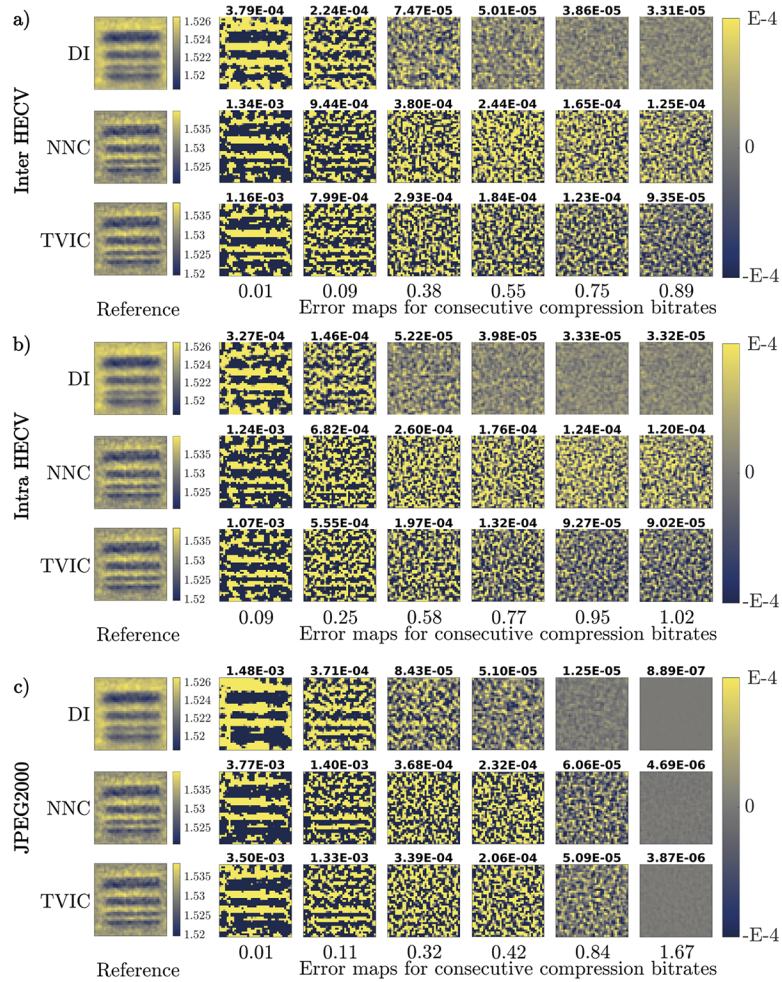 a)
Inter HECV
3.79E-04 2.24E-04 7.47E-05 5.01E-05 3.86E-05 3.31E-05
E-4
DI
1.526
1.524
1.522
1.52
1.34E-03 9.44E-04 3.80E-04 2.44E-04 1.65E-04 1.25E-04
NNC
1.535
1.53
1.525
0
1.16E-03 7.99E-04 2.93E-04 1.84E-04 1.23E-04 9.35E-05
TVIC
1.535
1.53
1.525
1.52
-E-4
0.01 0.09 0.38 0.55 0.75 0.89
Reference Error maps for consecutive compression bitrates
b)
Intra HECV
3.27E-04 1.46E-04 5.22E-05 3.98E-05 3.33E-05 3.32E-05
E-4
DI
1.526
1.524
1.522
1.52
1.24E-03 6.82E-04 2.60E-04 1.76E-04 1.24E-04 1.20E-04
NNC
1.535
1.53
1.525
0
1.07E-03 5.55E-04 1.97E-04 1.32E-04 9.27E-05 9.02E-05
TVIC
1.535
1.53
1.525
1.52
-E-4
0.09 0.25 0.58 0.77 0.95 1.02
Reference Error maps for consecutive compression bitrates
c)
JPEG2000
1.48E-03 3.71E-04 8.43E-05 5.10E-05 1.25E-05 8.89E-07
E-4
DI
1.526
1.524
1.522
1.52
3.77E-03 1.40E-03 3.68E-04 2.32E-04 6.06E-05 4.69E-06
NNC
1.535
1.53
1.525
0
3.50E-03 1.33E-03 3.39E-04 2.06E-04 5.09E-05 3.87E-06
TVIC
1.535
1.53
1.525
1.52
-E-4
0.01 0.11 0.32 0.42 0.84 1.67
Reference Error maps for consecutive compression bitrates